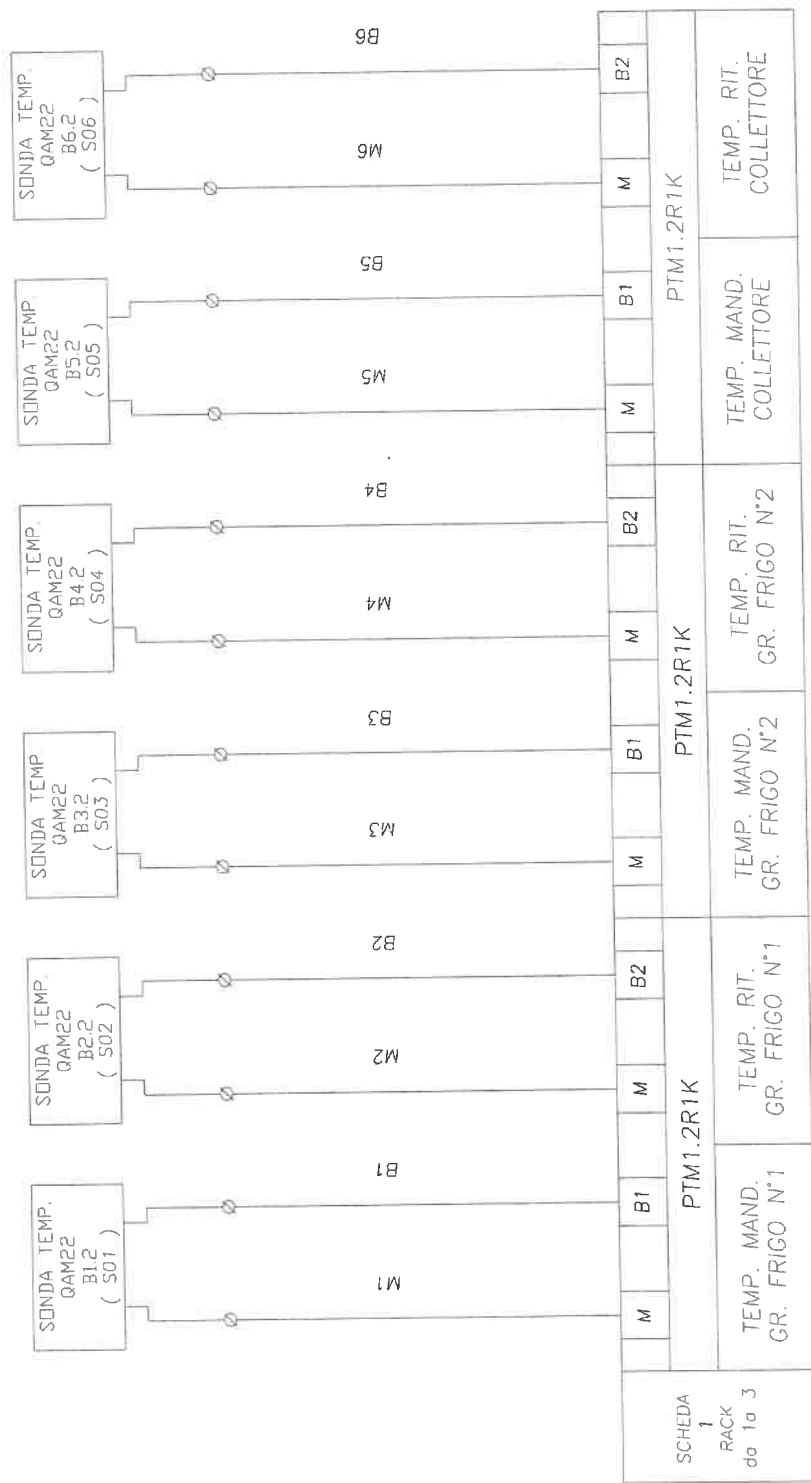 SONDA TEMP.
QAM22
B1.2
( S01 )
SONDA TEMP.
QAM22
B2.2
( S02 )
SONDA TEMP.
QAM22
B3.2
( S03 )
SONDA TEMP.
QAM22
B4.2
( S04 )
SONDA TEMP.
QAM22
B5.2
( S05 )
SONDA TEMP.
QAM22
B6.2
( S06 )
M1
B1
M2
B2
M3
B3
M4
B4
M5
B5
M6
B6
M
B1
M
B2
M
B1
M
B2
M
B1
M
B2
SCHEDA
1
RACK
da 1a 3
PTM1.2R1K
PTM1.2R1K
PTM1.2R1K
TEMP. MAND.
GR. FRIGO N°1
TEMP. RIT.
GR. FRIGO N°1
TEMP. MAND.
GR. FRIGO N°2
TEMP. RIT.
GR. FRIGO N°2
TEMP. MAND.
COLLETTORE
TEMP. RIT.
COLLETTORE